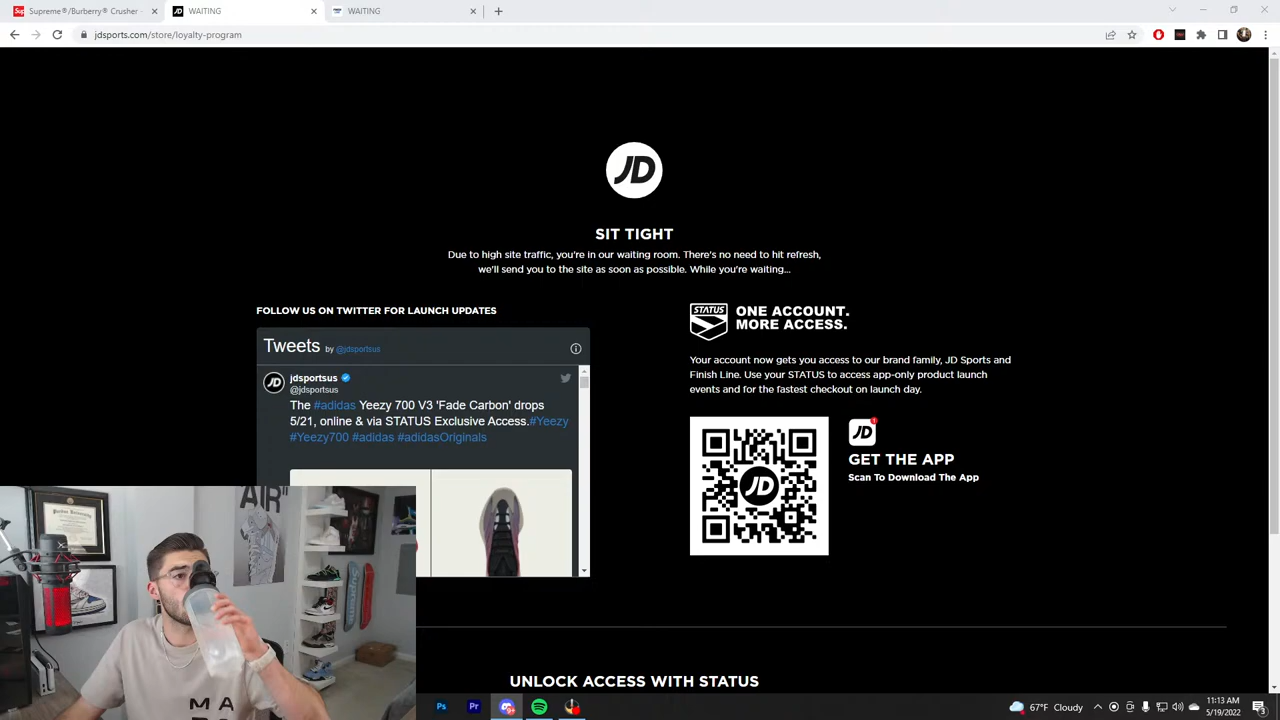 Supreme®/Burberry® Crusher
WAITING
WAITING
jdsports.com/store/loyalty-program
JD
SIT TIGHT
Due to high site traffic, you're in our waiting room. There's no need to hit refresh,
we'll send you to the site as soon as possible. While you're waiting...
FOLLOW US ON TWITTER FOR LAUNCH UPDATES
Tweets by @jdsportsus
jdsportsus
@jdsportsus
The #adidas Yeezy 700 V3 'Fade Carbon' drops
5/21, online & via STATUS Exclusive Access.#Yeezy
#Yeezy700 #adidas #adidasOriginals
STATUS
ONE ACCOUNT.
MORE ACCESS.
Your account now gets you access to our brand family, JD Sports and
Finish Line. Use your STATUS to access app-only product launch
events and for the fastest checkout on launch day.
JD
JD
GET THE APP
Scan To Download The App
AIR
Purdue University
MA
UNLOCK ACCESS WITH STATUS
Ps
Pr
67°F Cloudy
11:13 AM
5/19/2022